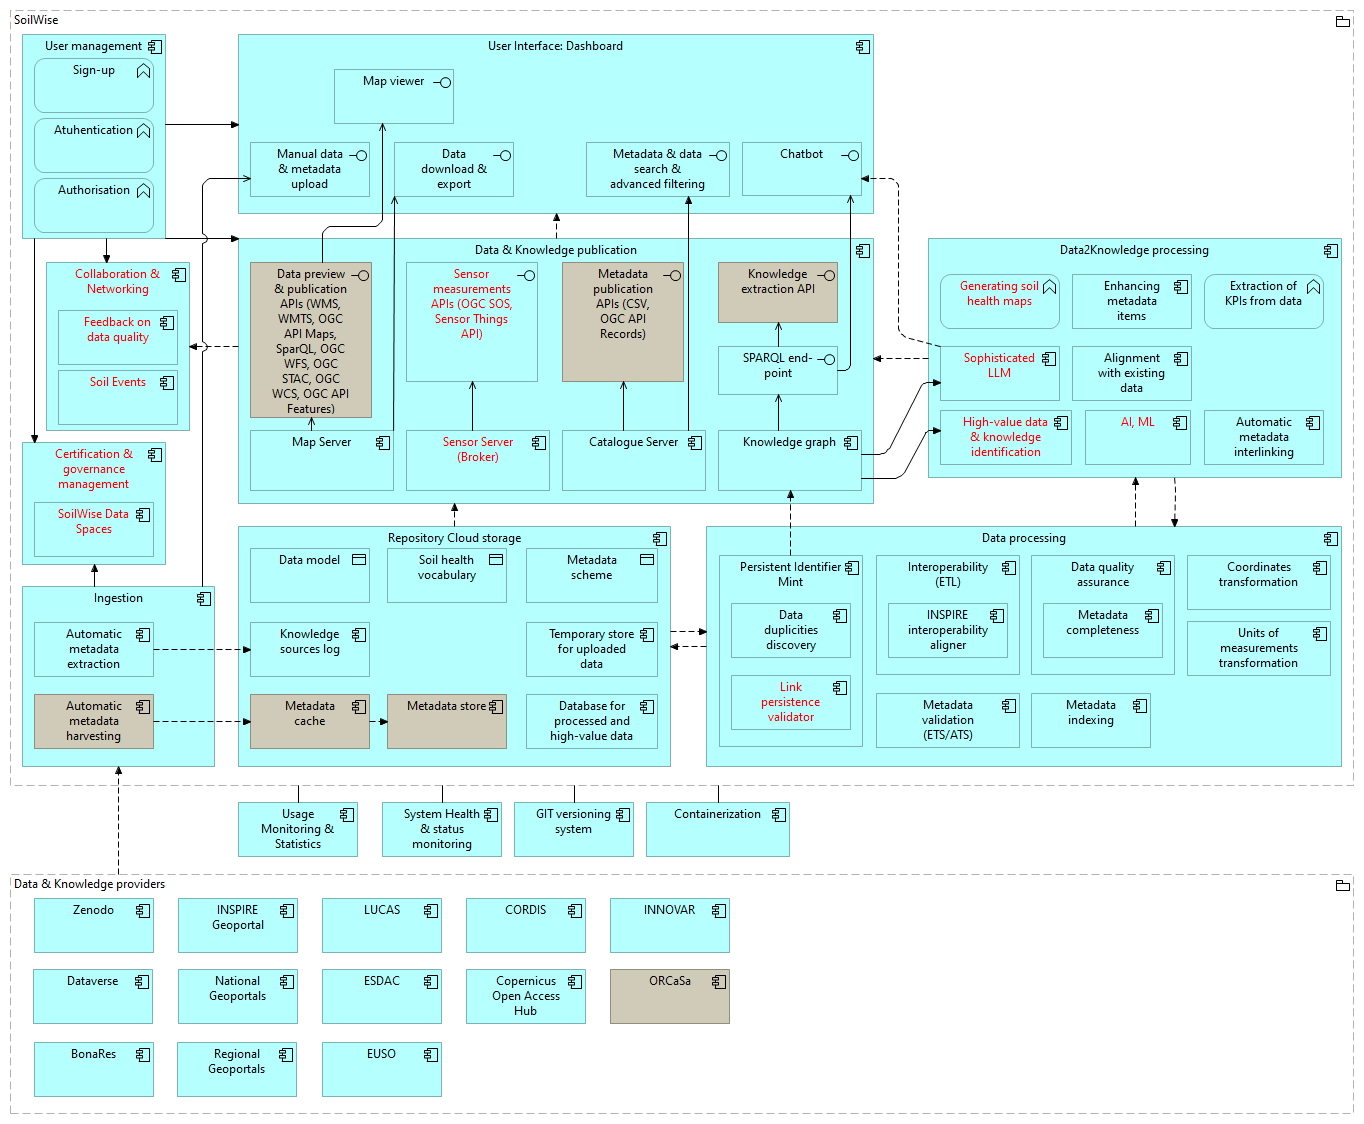 SoilWise
User management
Sign-up
Atuhentication
Authorisation
User Interface: Dashboard
Map viewer
Manual data
& metadata
upload
Data
download &
export
Metadata & data
search &
advanced filtering
Chatbot
Collaboration &
Networking
Feedback on
data quality
Soil Events
Certification &
governance
management
SoilWise Data
Spaces
Data & Knowledge publication
Data preview
& publication
APIs (WMS,
WMTS, OGC
API Maps,
SparQL, OGC
WFS, OGC
STAC, OGC
WCS, OGC API
Features)
Sensor
measurements
APIs (OGC SOS,
Sensor Things
API)
Metadata
publication
APIs (CSV,
OGC API
Records)
Knowledge
extraction API
SPARQL end-
point
Map Server
Sensor Server
(Broker)
Catalogue Server
Knowledge graph
Data2Knowledge processing
Generating soil
health maps
Enhancing
metadata
items
Extraction of
KPIs from data
Sophisticated
LLM
Alignment
with existing
data
High-value data
& knowledge
identification
AI, ML
Automatic
metadata
interlinking
Ingestion
Automatic
metadata
extraction
Automatic
metadata
harvesting
Repository Cloud storage
Data model
Soil health
vocabulary
Metadata
scheme
Knowledge
sources log
Temporary store
for uploaded
data
Metadata
cache
Metadata store
Database for
processed and
high-value data
Data processing
Persistent Identifier
Mint
Data
duplicities
discovery
Link
persistence
validator
Interoperability
(ETL)
INSPIRE
interoperability
aligner
Data quality
assurance
Metadata
completeness
Coordinates
transformation
Units of
measurements
transformation
Metadata
validation
(ETS/ATS)
Metadata
indexing
Usage
Monitoring &
Statistics
System Health
& status
monitoring
GIT versioning
system
Containerization
Data & Knowledge providers
Zenodo
INSPIRE
Geoportal
LUCAS
CORDIS
INNOVAR
Dataverse
National
Geoportals
ESDAC
Copernicus
Open Access
Hub
ORCaSa
BonaRes
Regional
Geoportals
EUSO